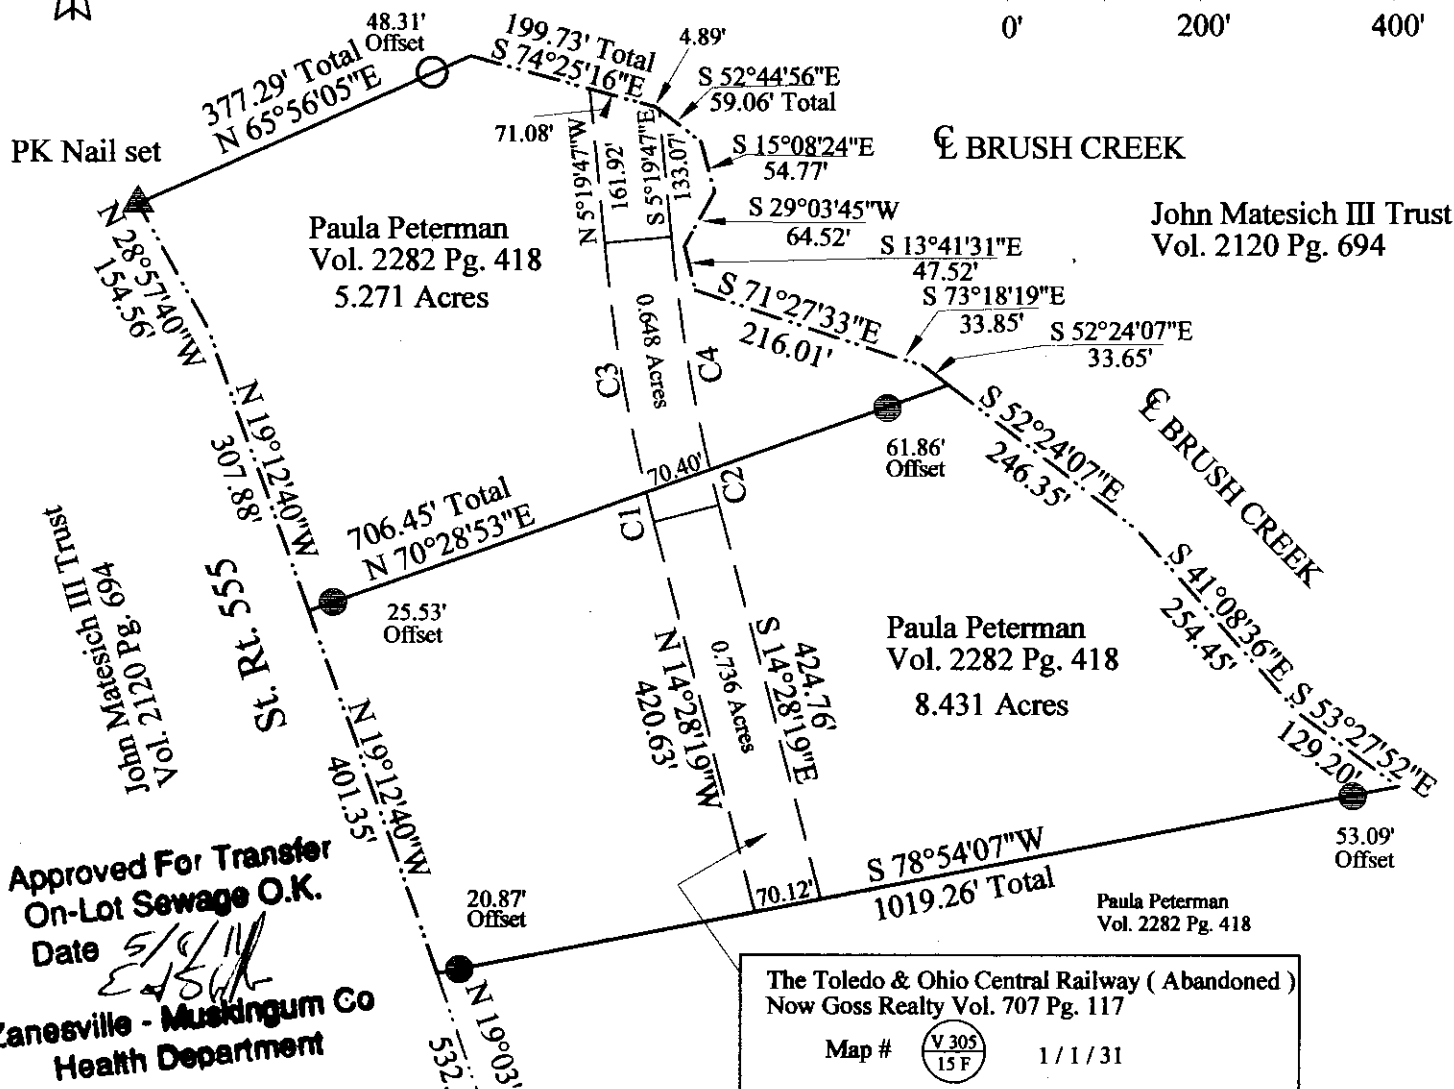 0' 200' 400'
48.31'
Offset
377.29' Total
N 65°56'05"E
199.73' Total
S 74°25'16"E
4.89'
S 52°44'56"E
59.06' Total
71.08'
PK Nail set
N 5°19'47"W
161.92'
S 5°19'47"E
133.07'
S 15°08'24"E
54.77'
℄ BRUSH CREEK
S 29°03'45"W
64.52'
John Matesich III Trust
Vol. 2120 Pg. 694
Paula Peterman
Vol. 2282 Pg. 418
5.271 Acres
S 13°41'31"E
47.52'
N 28°57'40"W
154.56'
S 71°27'33"E
216.01'
S 73°18'19"E
33.85'
S 52°24'07"E
33.65'
0.648 Acres
C3
C4
N 19°12'40"W
307.88'
S 52°24'07"E
246.35'
℄ BRUSH CREEK
61.86'
Offset
70.40'
C1
C2
706.45' Total
N 70°28'53"E
25.53'
Offset
John Matesich III Trust
Vol. 2120 Pg. 694
St. Rt. 555
S 41°08'36"E
254.45'
N 14°28'19"W
420.63'
0.736 Acres
424.76'
S 14°28'19"E
Paula Peterman
Vol. 2282 Pg. 418
8.431 Acres
S 53°27'52"E
129.20'
N 19°12'40"W
401.35'
53.09'
Offset
S 78°54'07"W
1019.26' Total
70.12'
20.87'
Offset
Paula Peterman
Vol. 2282 Pg. 418
Approved For Transfer
On-Lot Sewage O.K.
Date
Zanesville - Muskingum Co
Health Department
N 19°03'
532.
The Toledo & Ohio Central Railway ( Abandoned )
Now Goss Realty Vol. 707 Pg. 117
Map # V 305 1 / 1 / 31
15 F